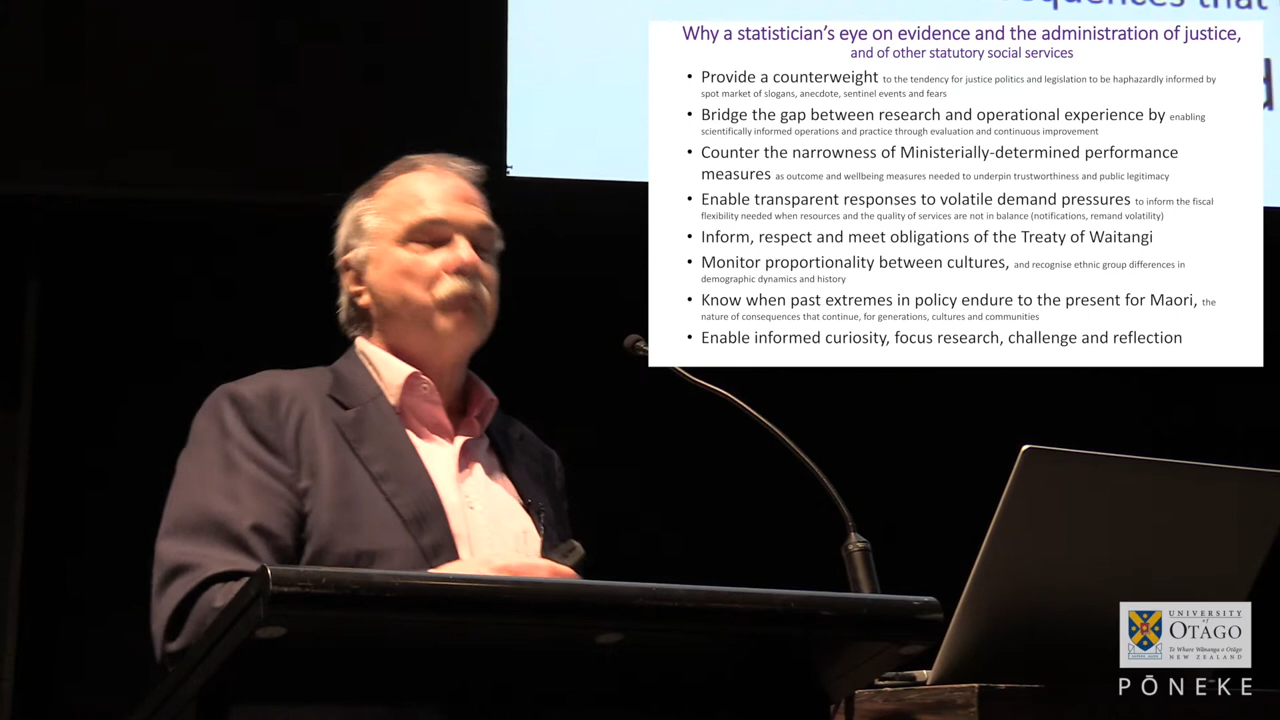 equences that
Why a statistician's eye on evidence and the administration of justice,
and of other statutory social services
• Provide a counterweight to the tendency for justice politics and legislation to be haphazardly informed by
spot market of slogans, anecdote, sentinel events and fears
• Bridge the gap between research and operational experience by enabling
scientifically informed operations and practice through evaluation and continuous improvement
• Counter the narrowness of Ministerially-determined performance
measures as outcome and wellbeing measures needed to underpin trustworthiness and public legitimacy
• Enable transparent responses to volatile demand pressures to inform the fiscal
flexibility needed when resources and the quality of services are not in balance (notifications, remand volatility)
• Inform, respect and meet obligations of the Treaty of Waitangi
• Monitor proportionality between cultures, and recognise ethnic group differences in
demographic dynamics and history
• Know when past extremes in policy endure to the present for Maori, the
nature of consequences that continue, for generations, cultures and communities
• Enable informed curiosity, focus research, challenge and reflection
UNIVERSITY
of
OTAGO
Te Whare Wānanga o Otāgo
NEW ZEALAND
PŌNEKE